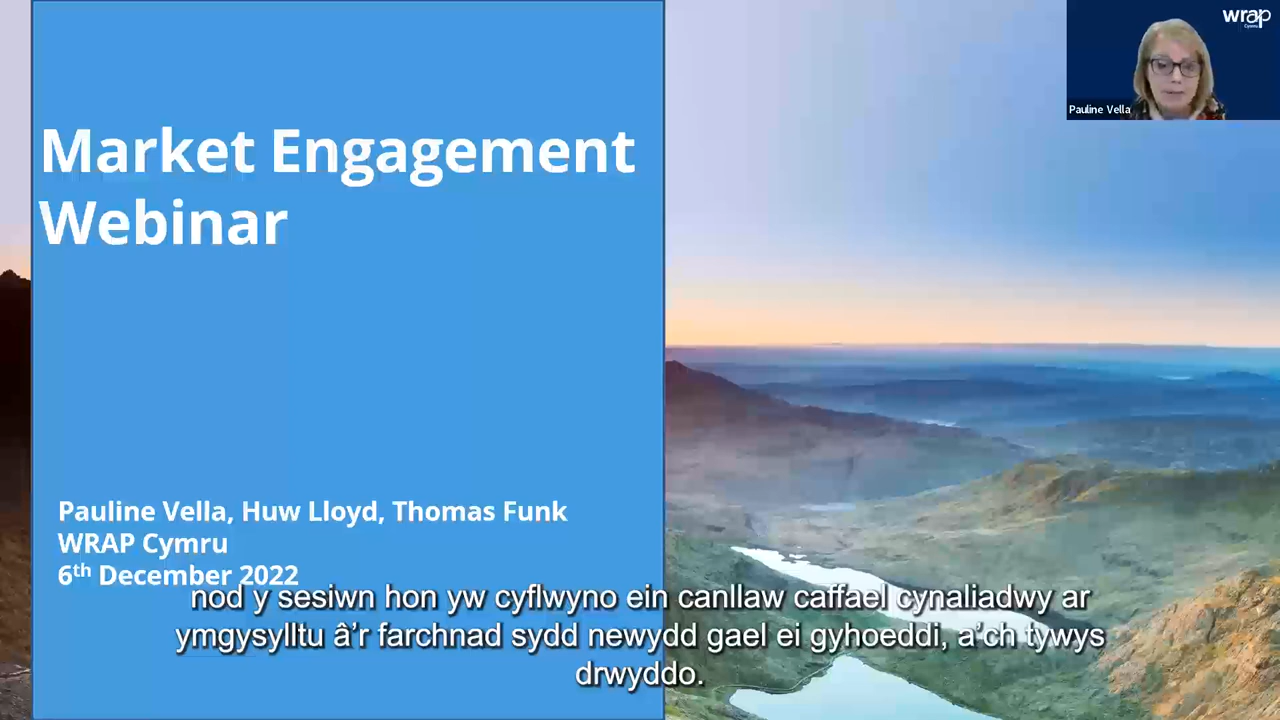 Market Engagement
Webinar
wrap
Cymru
Pauline Vella
Pauline Vella, Huw Lloyd, Thomas Funk
WRAP Cymru
6th December 2022
nod y sesiwn hon yw cyflwyno ein canllaw caffael cynaliadwy ar
ymgysylltu â’r farchnad sydd newydd gael ei gyhoeddi, a’ch tywys
drwyddo.